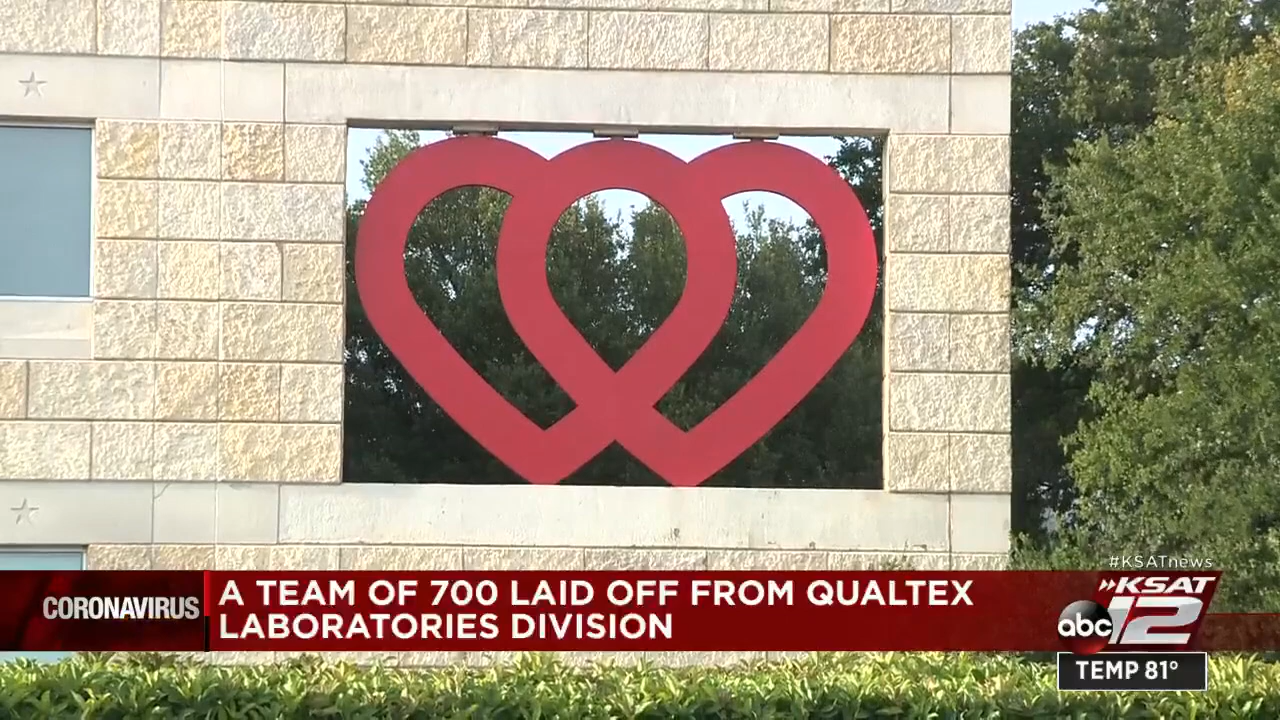 #KSATnews
CORONAVIRUS
A TEAM OF 700 LAID OFF FROM QUALTEX
LABORATORIES DIVISION
abc
KSAT
12
TEMP 81°